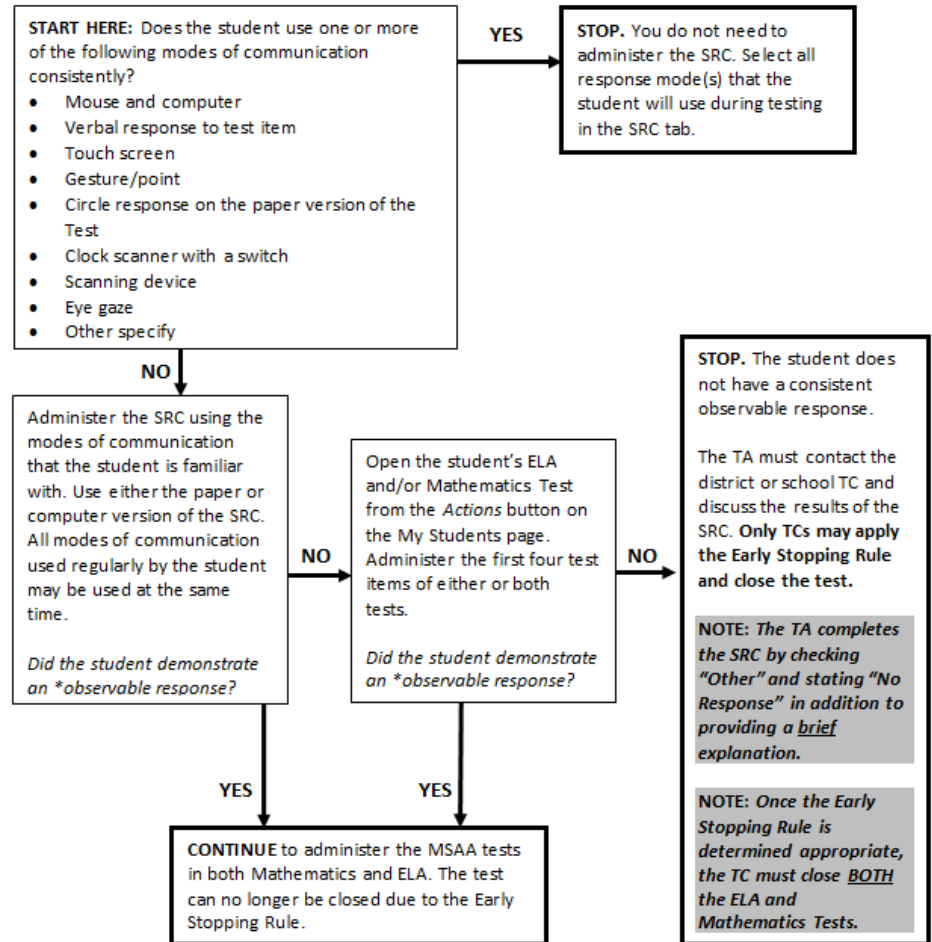 START HERE: Does the student use one or more
of the following modes of communication
consistently?
• Mouse and computer
• Verbal response to test item
• Touch screen
• Gesture/point
• Circle response on the paper version of the
Test
• Clock scanner with a switch
• Scanning device
• Eye gaze
• Other specify
YES
STOP. You do not need to
administer the SRC. Select all
response mode(s) that the
student will use during testing
in the SRC tab.
NO
Administer the SRC using the
modes of communication
that the student is familiar
with. Use either the paper or
computer version of the SRC.
All modes of communication
used regularly by the student
may be used at the same
time.
Did the student demonstrate
an *observable response?
NO
Open the student's ELA
and/or Mathematics Test
from the Actions button on
the My Students page.
Administer the first four test
items of either or both
tests.
Did the student demonstrate
an *observable response?
NO
STOP. The student does
not have a consistent
observable response.
The TA must contact the
district or school TC and
discuss the results of the
SRC. Only TCs may apply
the Early Stopping Rule
and close the test.
NOTE: The TA completes
the SRC by checking
“Other” and stating “No
Response” in addition to
providing a brief
explanation.
NOTE: Once the Early
Stopping Rule is
determined appropriate,
the TC must close BOTH
the ELA and
Mathematics Tests.
YES
YES
CONTINUE to administer the MSAA tests
in both Mathematics and ELA. The test
can no longer be closed due to the Early
Stopping Rule.